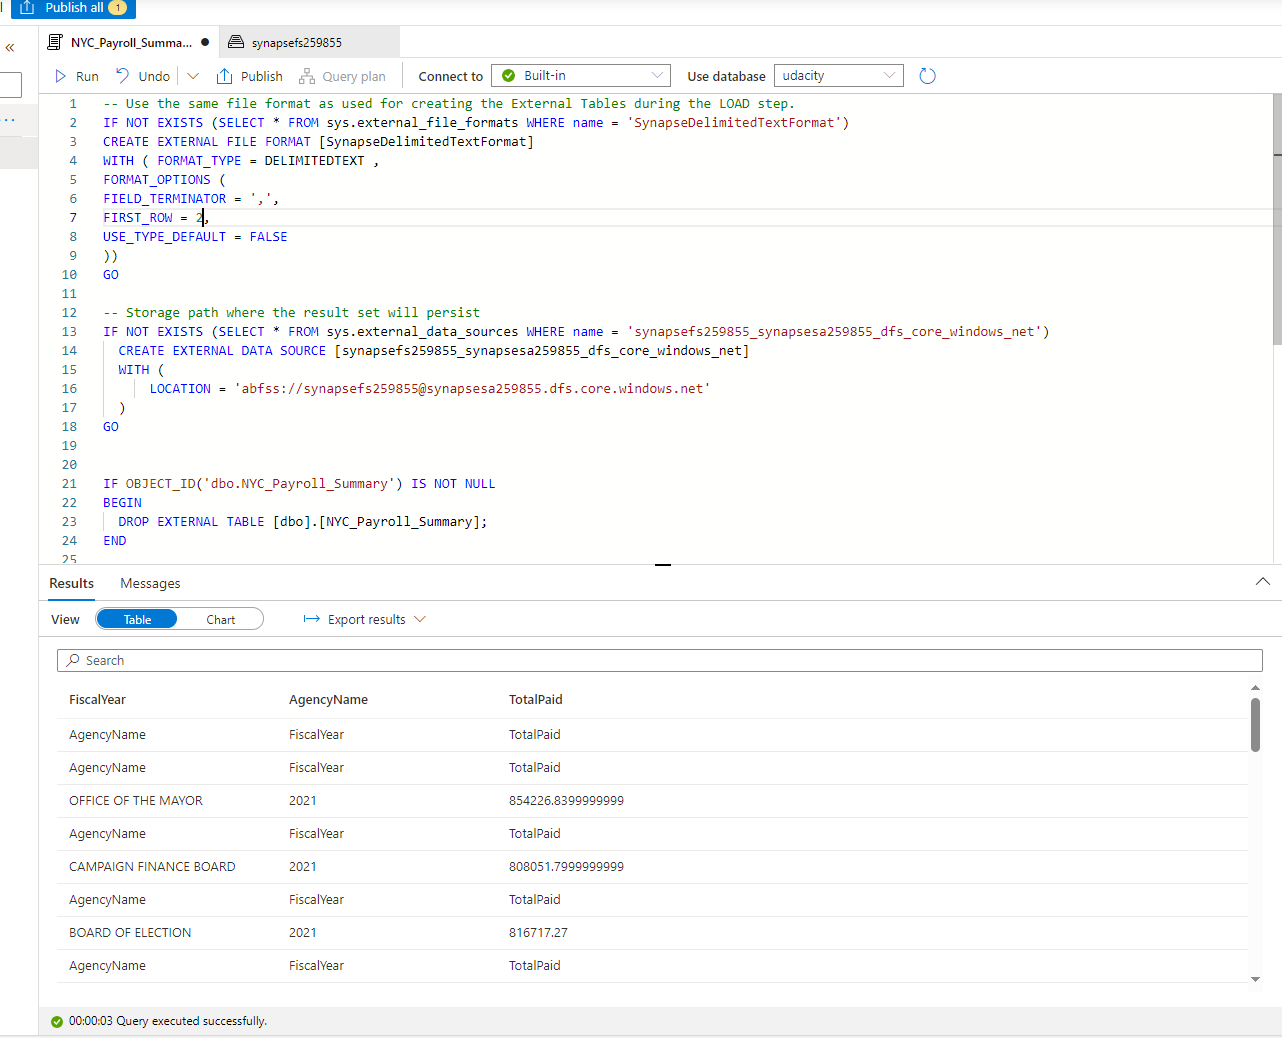 Publish all 1
«
NYC_Payroll_Summa... ●
synapsefs259855
Run Undo Publish Query plan Connect to Built-in Use database udacity
1 -- Use the same file format as used for creating the External Tables during the LOAD step.
2 IF NOT EXISTS (SELECT * FROM sys.external_file_formats WHERE name = 'SynapseDelimitedTextFormat')
3 CREATE EXTERNAL FILE FORMAT [SynapseDelimitedTextFormat]
4 WITH ( FORMAT_TYPE = DELIMITEDTEXT ,
5 FORMAT_OPTIONS (
6 FIELD_TERMINATOR = ',',
7 FIRST_ROW = 2,
8 USE_TYPE_DEFAULT = FALSE
9 ))
10 GO
11
12 -- Storage path where the result set will persist
13 IF NOT EXISTS (SELECT * FROM sys.external_data_sources WHERE name = 'synapsefs259855_synapsesa259855_dfs_core_windows_net')
14 CREATE EXTERNAL DATA SOURCE [synapsefs259855_synapsesa259855_dfs_core_windows_net]
15 WITH (
16 LOCATION = 'abfss://synapsefs259855@synapsesa259855.dfs.core.windows.net'
17 )
18 GO
19
20
21 IF OBJECT_ID('dbo.NYC_Payroll_Summary') IS NOT NULL
22 BEGIN
23 DROP EXTERNAL TABLE [dbo].[NYC_Payroll_Summary];
24 END
25
Results Messages
View Table Chart Export results
Search
FiscalYear AgencyName TotalPaid
AgencyName FiscalYear TotalPaid
AgencyName FiscalYear TotalPaid
OFFICE OF THE MAYOR 2021 854226.8399999999
AgencyName FiscalYear TotalPaid
CAMPAIGN FINANCE BOARD 2021 808051.7999999999
AgencyName FiscalYear TotalPaid
BOARD OF ELECTION 2021 816717.27
AgencyName FiscalYear TotalPaid
00:00:03 Query executed successfully.